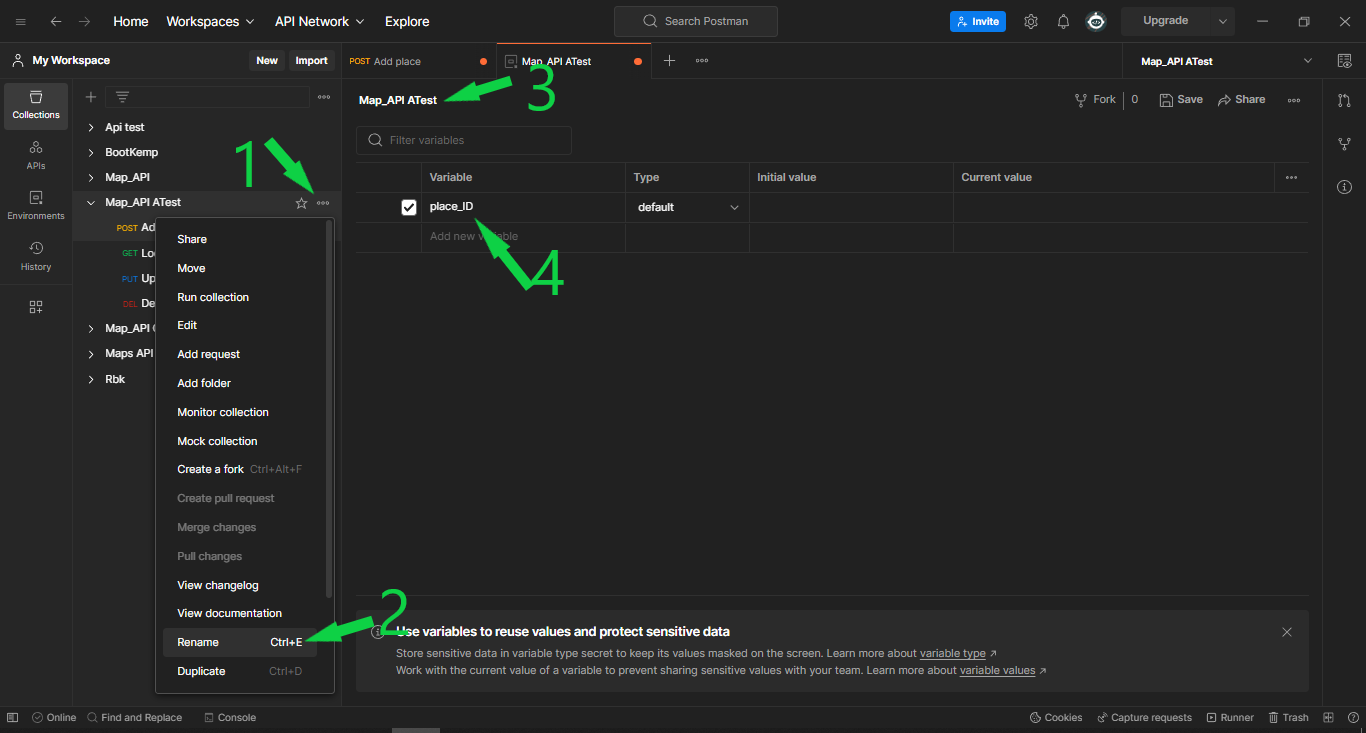 Home Workspaces API Network Explore Search Postman Invite Upgrade
My Workspace New Import POST Add place Map_API ATest Map_API ATest
Collections
APIs
Environments
History
Api test
BootKemp
Map_API
Map_API ATest
POST Ad
GET Lo
PUT Up
DEL De
Map_API
Maps API
Rbk
1
Share
Move
Run collection
Edit
Add request
Add folder
Monitor collection
Mock collection
Create a fork Ctrl+Alt+F
Create pull request
Merge changes
Pull changes
View changelog
View documentation
Rename Ctrl+E
Duplicate Ctrl+D
2
Map_API ATest 3 Fork 0 Save Share
Filter variables
Variable Type Initial value Current value
place_ID default
Add new variable
4
Use variables to reuse values and protect sensitive data
Store sensitive data in variable type secret to keep its values masked on the screen. Learn more about variable type ↗
Work with the current value of a variable to prevent sharing sensitive values with your team. Learn more about variable values ↗
Online Find and Replace Console Cookies Capture requests Runner Trash